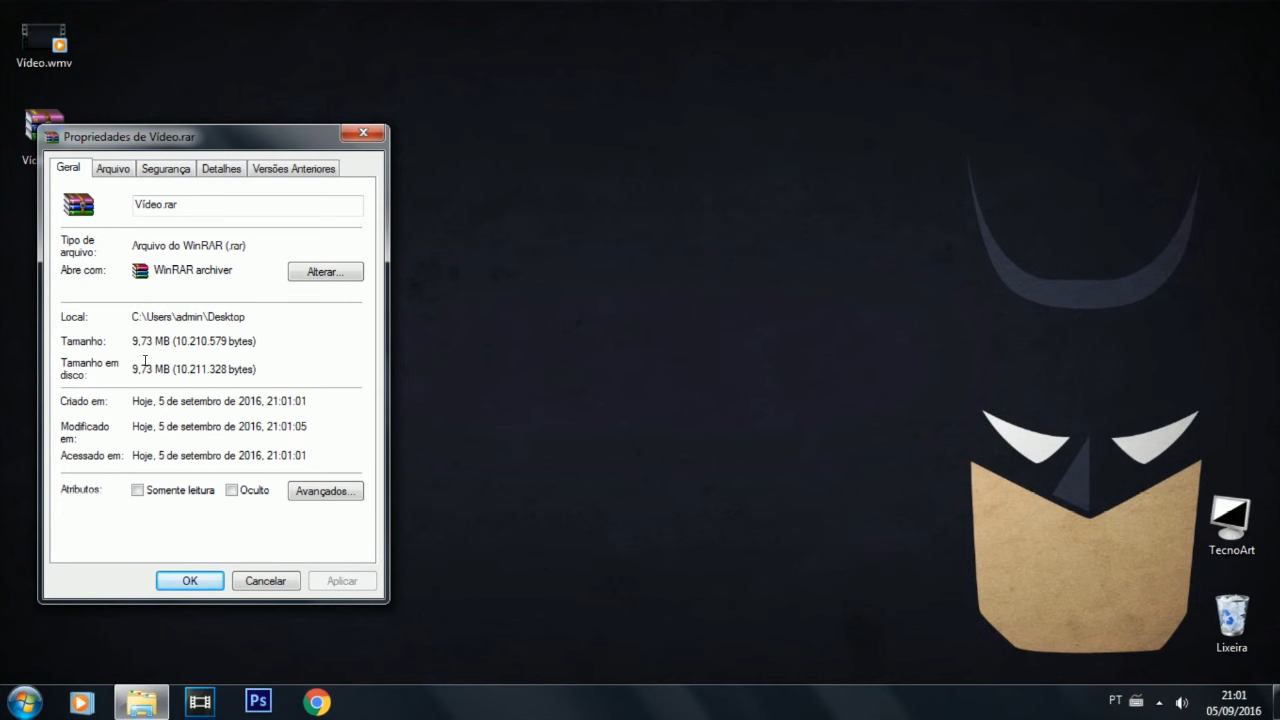 Vídeo.wmv
Víd
Propriedades de Vídeo.rar
Geral
Arquivo
Segurança
Detalhes
Versões Anteriores
Vídeo.rar
Tipo de
arquivo:
Arquivo do WinRAR (.rar)
Abre com:
WinRAR archiver
Alterar...
Local:
C:\Users\admin\Desktop
Tamanho:
9,73 MB (10.210.579 bytes)
Tamanho em
disco:
9,73 MB (10.211.328 bytes)
Criado em:
Hoje, 5 de setembro de 2016, 21:01:01
Modificado
em:
Hoje, 5 de setembro de 2016, 21:01:05
Acessado em:
Hoje, 5 de setembro de 2016, 21:01:01
Atributos:
Somente leitura
Oculto
Avançados...
OK
Cancelar
Aplicar
TecnoArt
Lixeira
Ps
PT
21:01
05/09/2016